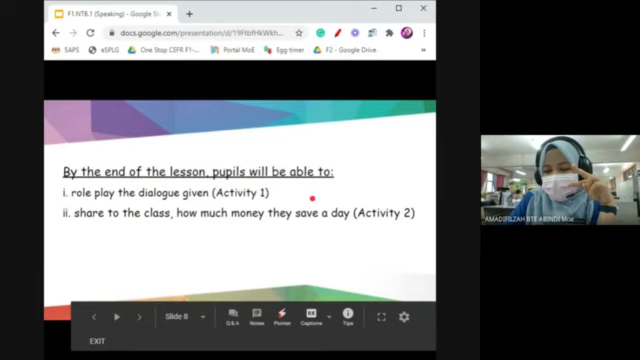 F1.NT8.1 (Speaking) - Google Sli
docs.google.com/presentation/d/19FtbfHkWkh
SAPS
eSPLG
One Stop CEFR F1-
Portal MoE
Egg timer
F2 - Google Drive
By the end of the lesson, pupils will be able to:
i. role play the dialogue given (Activity 1)
ii. share to the class, how much money they save a day (Activity 2)
Slide 8
Q&A
Notes
Pointer
Captions
Tips
EXIT
AMADIFILZAH BTE ARINDI Moe